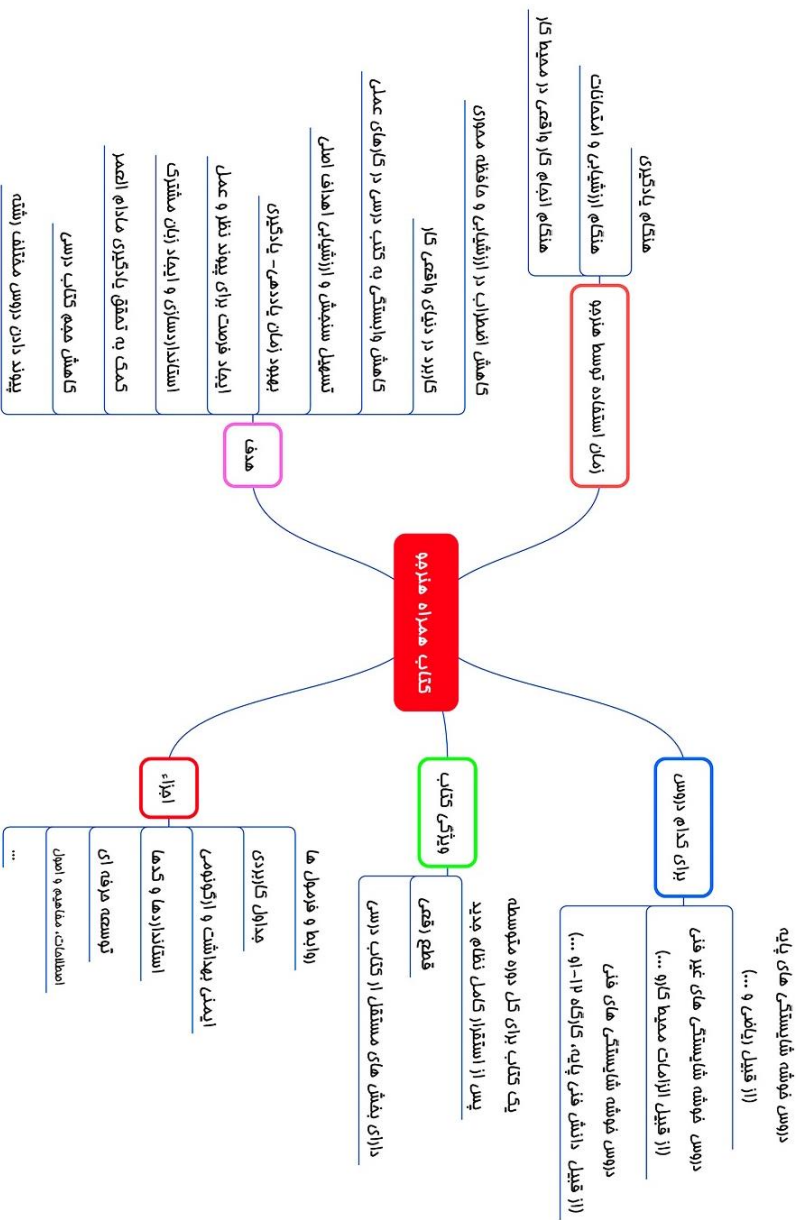 کتاب همراه هنرجو
زمان استفاده توسط هنرجو
هنگام یادگیری
هنگام ارزشیابی و امتحانات
هنگام انجام کار واقعی در محیط کار
هدف
کاهش اضطراب در ارزشیابی و حافظه محوری
کاربرد در دنیای واقعی کار
کاهش وابستگی به کتب درسی در کارهای عملی
تسهیل سنجش و ارزشیابی اهداف اصلی
بهبود زمان یاددهی- یادگیری
ایجاد فرصت برای پیوند نظر و عمل
استانداردسازی و ایجاد زبان مشترک
کمک به تحقق یادگیری مادام العمر
کاهش حجم کتاب درسی
پیوند دادن دروس مختلف رشته
برای کدام دروس
دروس خوشه شایستگی های پایه
(از قبیل ریاضی و ...)
دروس خوشه شایستگی های غیر فنی
(از قبیل الزامات محیط کارو ...)
دروس خوشه شایستگی های فنی
(از قبیل دانش فنی پایه، کارگاه ۱۲-۱و ...)
ویژگی کتاب
یک کتاب برای کل دوره متوسطه
پس از استقرار کامل نظام جدید
قطع رقعی
دارای بخش های مستقل از کتاب درسی
اجزاء
روابط و فرمول ها
جداول کاربردی
ایمنی بهداشت و ارگونومی
استانداردها و کدها
توسعه حرفه ای
اصطلاحات، مفاهیم و اصول
...